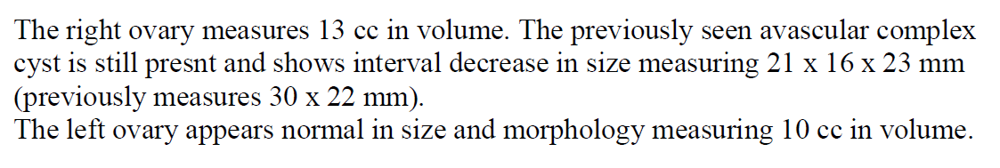 The right ovary measures 13 cc in volume. The previously seen avascular complex
cyst is still presnt and shows interval decrease in size measuring 21 x 16 x 23 mm
(previously measures 30 x 22 mm).
The left ovary appears normal in size and morphology measuring 10 cc in volume.